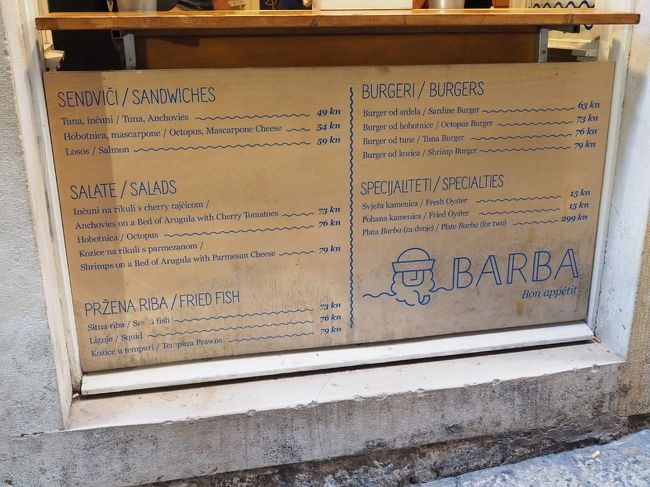 SENDVIČI / SANDWICHES
Tuna, inćuni / Tuna, Anchovies 49 kn
Hobotnica, mascarpone / Octopus, Mascarpone Cheese 54 kn
Losos / Salmon 59 kn
SALATE / SALADS
Inćuni na rikuli s cherry rajčicom /
Anchovies on a Bed of Arugula with Cherry Tomatoes 73 kn
Hobotnica / Octopus 76 kn
Kozice na rikuli s parmezanom /
Shrimps on a Bed of Arugula with Parmesan Cheese 79 kn
PRŽENA RIBA / FRIED FISH
Sitna riba / Small fish 73 kn
Lignje / Squid 76 kn
Kozice u tempuri / Tempura Prawns 79 kn
BURGERI / BURGERS
Burger od srdela / Sardine Burger 63 kn
Burger od hobotnice / Octopus Burger 73 kn
Burger od tune / Tuna Burger 76 kn
Burger od kozica / Shrimp Burger 79 kn
SPECIJALITETI / SPECIALTIES
Svježa kamenica / Fresh Oyster 15 kn
Pohana kamenica / Fried Oyster 15 kn
Plata Barba (za dvoje) / Plate Barba (for two) 299 kn
BARBA
Bon appétit